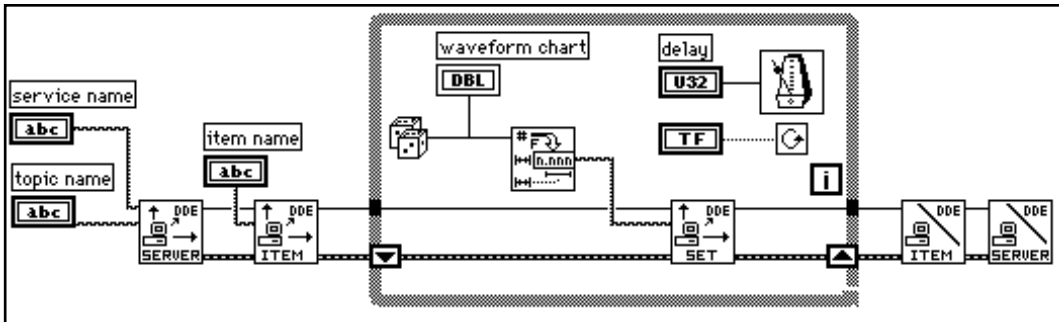 service name
abc
topic name
abc
DDE
SERVER
item name
abc
DDE
ITEM
waveform chart
DBL
#
F
n.nnn
delay
U32
TF
i
DDE
SET
DDE
ITEM
DDE
SERVER